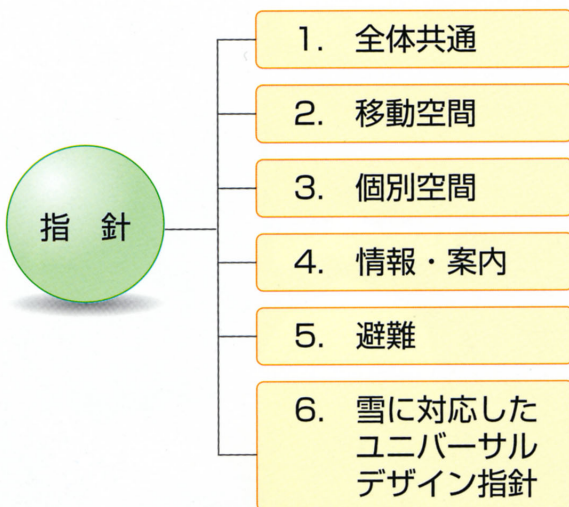 指 針
1. 全体共通
2. 移動空間
3. 個別空間
4. 情報・案内
5. 避難
6. 雪に対応した
ユニバーサル
デザイン指針